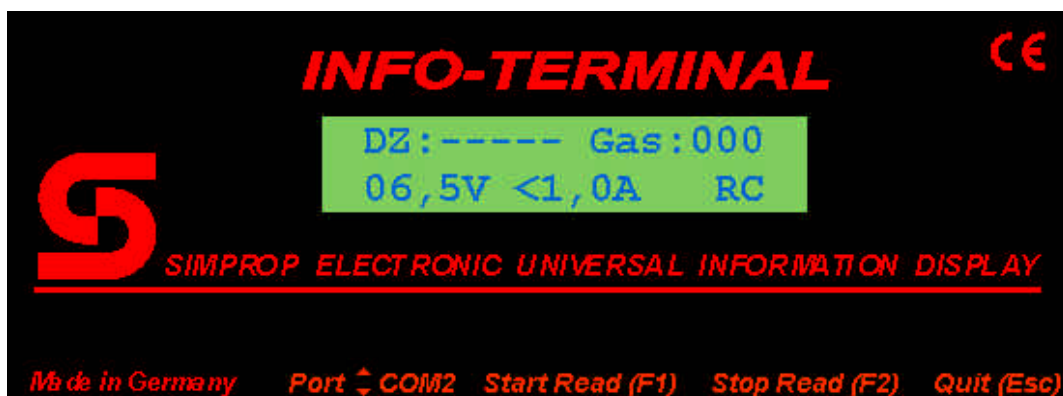 CE
INFO-TERMINAL
DZ:----- Gas:000
06,5V <1,0A RC
SIMPROP ELECTRONIC UNIVERSAL INFORMATION DISPLAY
Made in Germany Port COM2 Start Read (F1) Stop Read (F2) Quit (Esc)